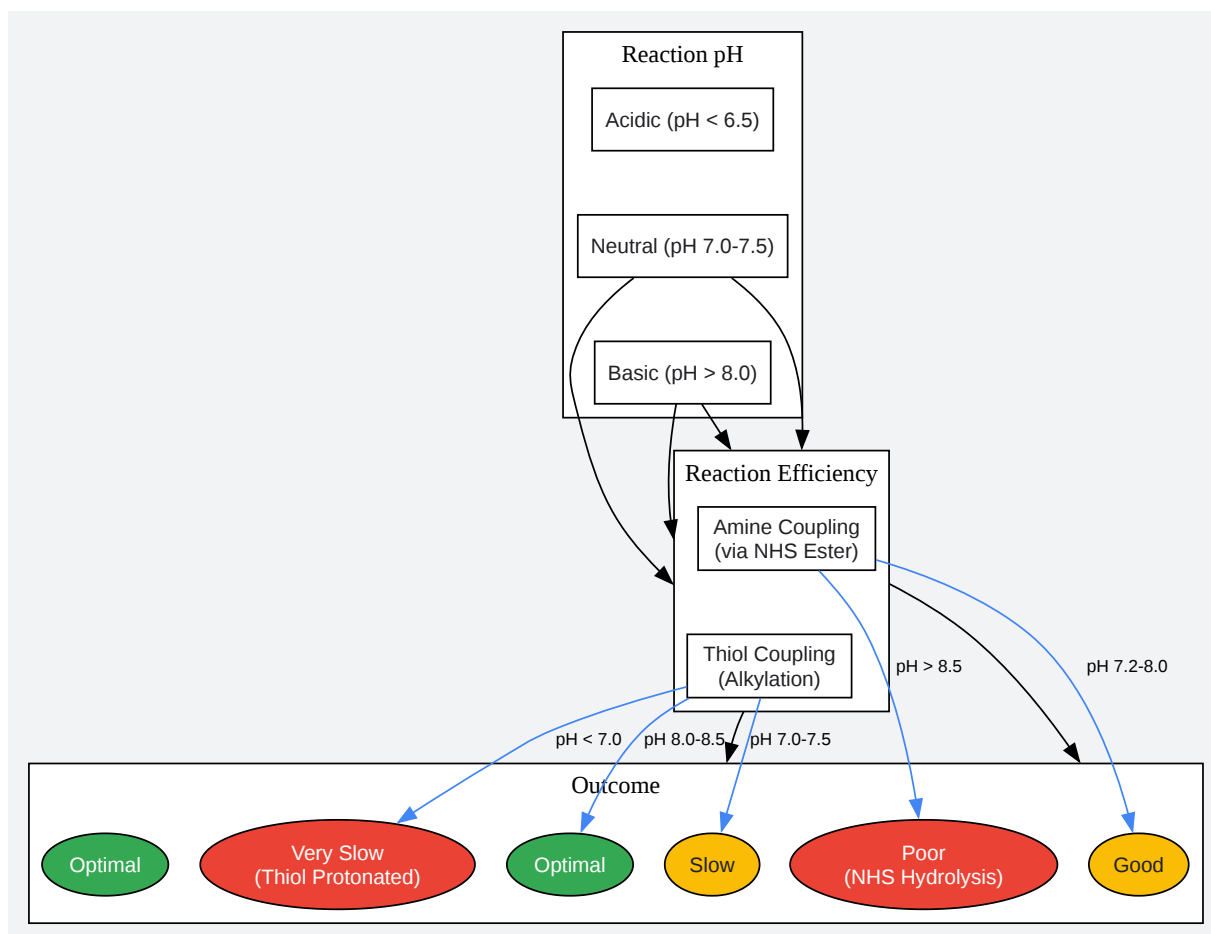 Reaction pH
Acidic (pH < 6.5)
Neutral (pH 7.0-7.5)
Basic (pH > 8.0)
Reaction Efficiency
Amine Coupling
(via NHS Ester)
Thiol Coupling
(Alkylation)
pH > 8.5
pH 7.2-8.0
pH < 7.0
pH 8.0-8.5
pH 7.0-7.5
Outcome
Optimal
Very Slow
(Thiol Protonated)
Optimal
Slow
Poor
(NHS Hydrolysis)
Good